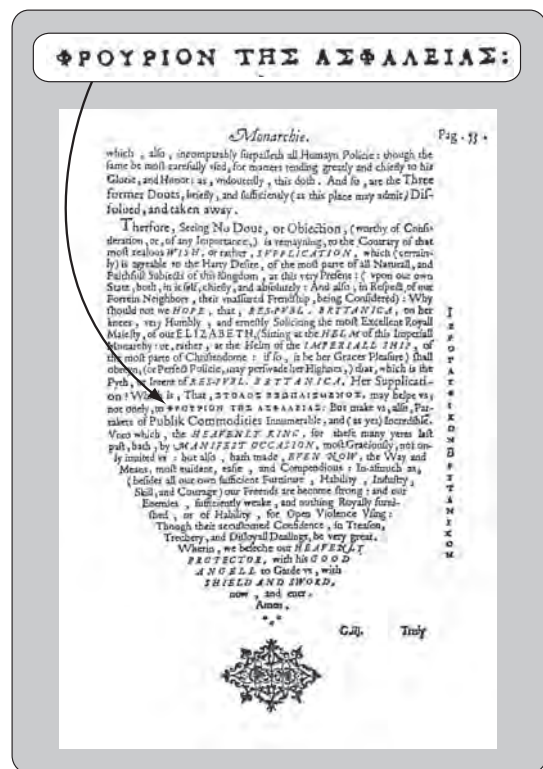 ΦΡΟΥΡΙΟΝ ΤΗΣ ΑΣΦΑΛΕΙΑΣ:
Monarchie. Pag. 53.
which, also, incomparably surpasseth all Humayn Policie: though the
same be most carefully vsed, for matters tending greatly and chiefly to his
Glorie, and Honor: as, vndoutedly, this doth. And so, are the Three
former Douts, briefly, and sufficiently (as this place may admit) Dis-
solued, and taken away.
Therfore, Seing No Dout, or Obiection, (worthy of Consi-
deration, or, of any Importance,) is remayning, to the Contrary of that
most zealous WISH, or rather, SVPPLICATION, which (certain-
ly) is agreable to the Harty Desire, of the most parte of all Naturall, and
Faithfull Subiects of this Kingdom, at this very Present: (vpon our own
State, both, in it self, chiefly, and absolutely: And also, in Respect, of our
Forrein Neighbors, their vnassured Frendship, being Considered): Why
should not we HOPE, that, RES-PVBL. BRYTANICA, on her
knees, very Humbly, and ernestly Soliciting the most Excellent Royall
Maiesty, of our ELIZABETH, (Sitting at the HELM of this Imperiall
Monarchy: or, rather, at the Helm of the IMPERIALL SHIP, of
the most parte of Christendome: if so, it be her Graces Pleasure) shall
obteyn, (or Perfect Policie, may perswade her Highnes,) that, which is the
Pyth, or Intent of RES-PVBL. BRYTANICA, Her Supplicati-
on? Which is, That, ΣΤΟΛΟΣ ΕΞΩΠΛΙΣΜΕΝΟΣ, may helpe vs,
not onely, to ΦΡΟΥΡΙΟΝ ΤΗΣ ΑΣΦΑΛΕΙΑΣ: But make vs, also, Par-
takers of Publik Commodities Innumerable, and (as yet) Incredible.
Vnto which, the HEAVENLY KING, for these many yeres last
past, hath, by MANIFEST OCCASION, most Graciously, not on-
ly inuited vs: but also, hath made, EVEN NOW, the Way and
Meanes, most euident, easie, and Compendious: In-asmuch as,
(besides all our own sufficient Furniture, Hability, Industry,
Skill, and Courage) our Freends are become strong: and our
Enemies, sufficiently weake, and nothing Royally furni-
shed, or of Hability, for Open Violence Vsing:
Though their accustomed Confidence, in Treason,
Trechery, and Disloyall Dealings, be very great.
Wherin, we beseche our HEAVENLY
PROTECTOR, with his GOOD
ANGELL to Garde vs, with
SHIELD AND SWORD,
now, and euer.
Amen.
G.iij. Truly